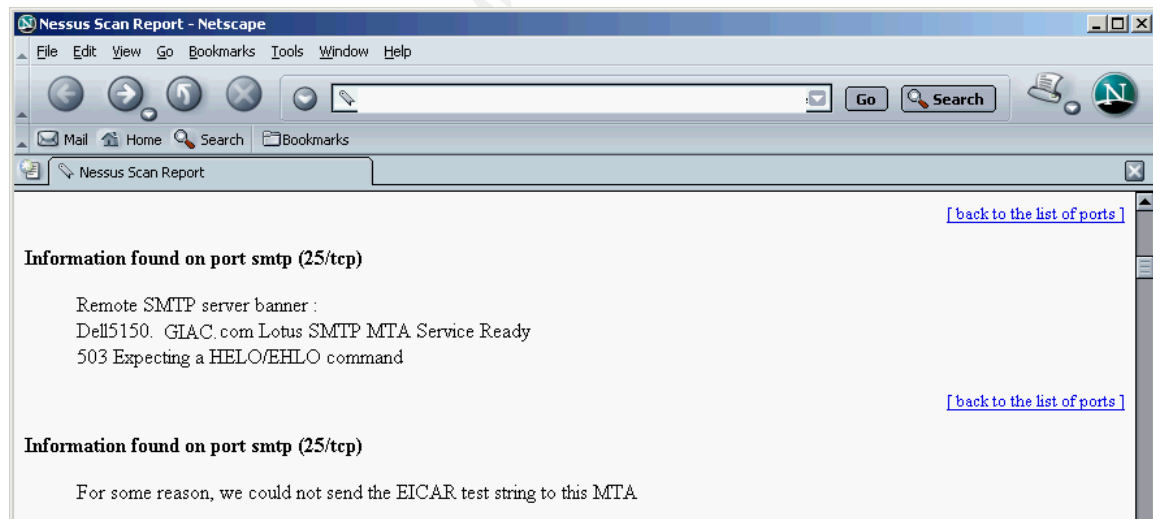 Nessus Scan Report - Netscape
File Edit View Go Bookmarks Tools Window Help
Go Search N
Mail Home Search Bookmarks
Nessus Scan Report
[ back to the list of ports ]
Information found on port smtp (25/tcp)
Remote SMTP server banner :
Dell5150. GIAC.com Lotus SMTP MTA Service Ready
503 Expecting a HELO/EHLO command
[ back to the list of ports ]
Information found on port smtp (25/tcp)
For some reason, we could not send the EICAR test string to this MTA